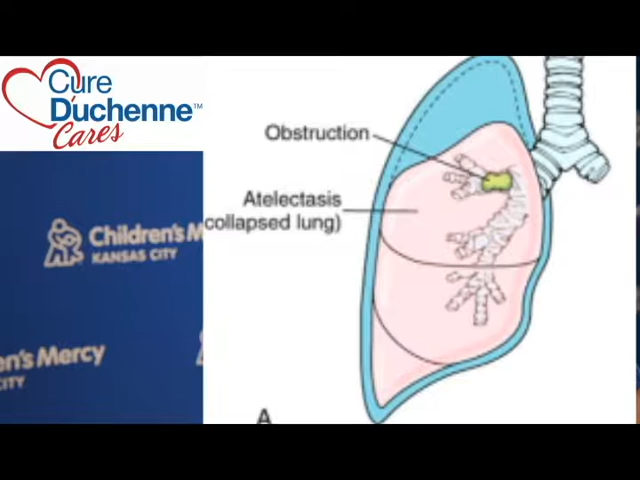 Cure
Duchenne™
Cares
Children's M
KANSAS CITY
en's Mercy
CITY
Obstruction
Atelectasis
collapsed lung)
A